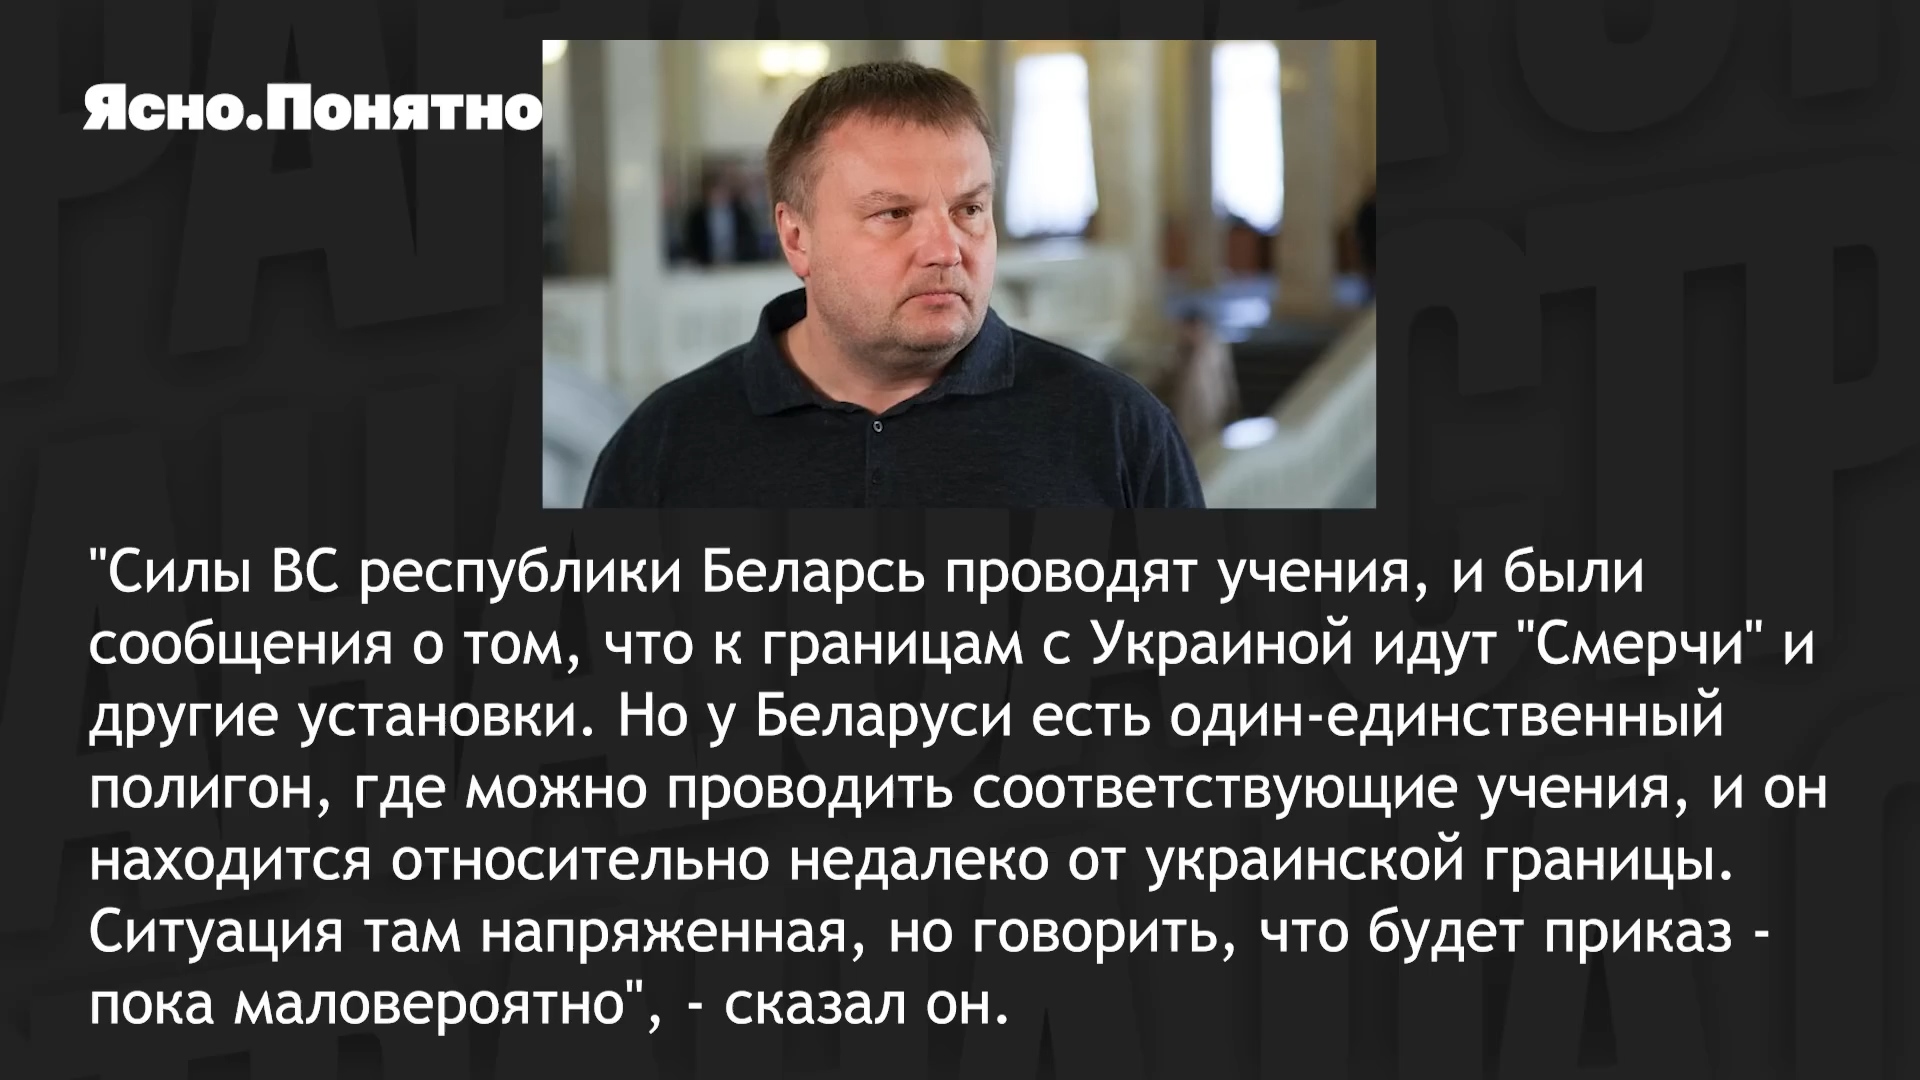 Ясно.Понятно
"Силы ВС республики Беларсь проводят учения, и были
сообщения о том, что к границам с Украиной идут "Смерчи" и
другие установки. Но у Беларуси есть один-единственный
полигон, где можно проводить соответствующие учения, и он
находится относительно недалеко от украинской границы.
Ситуация там напряженная, но говорить, что будет приказ -
пока маловероятно", - сказал он.